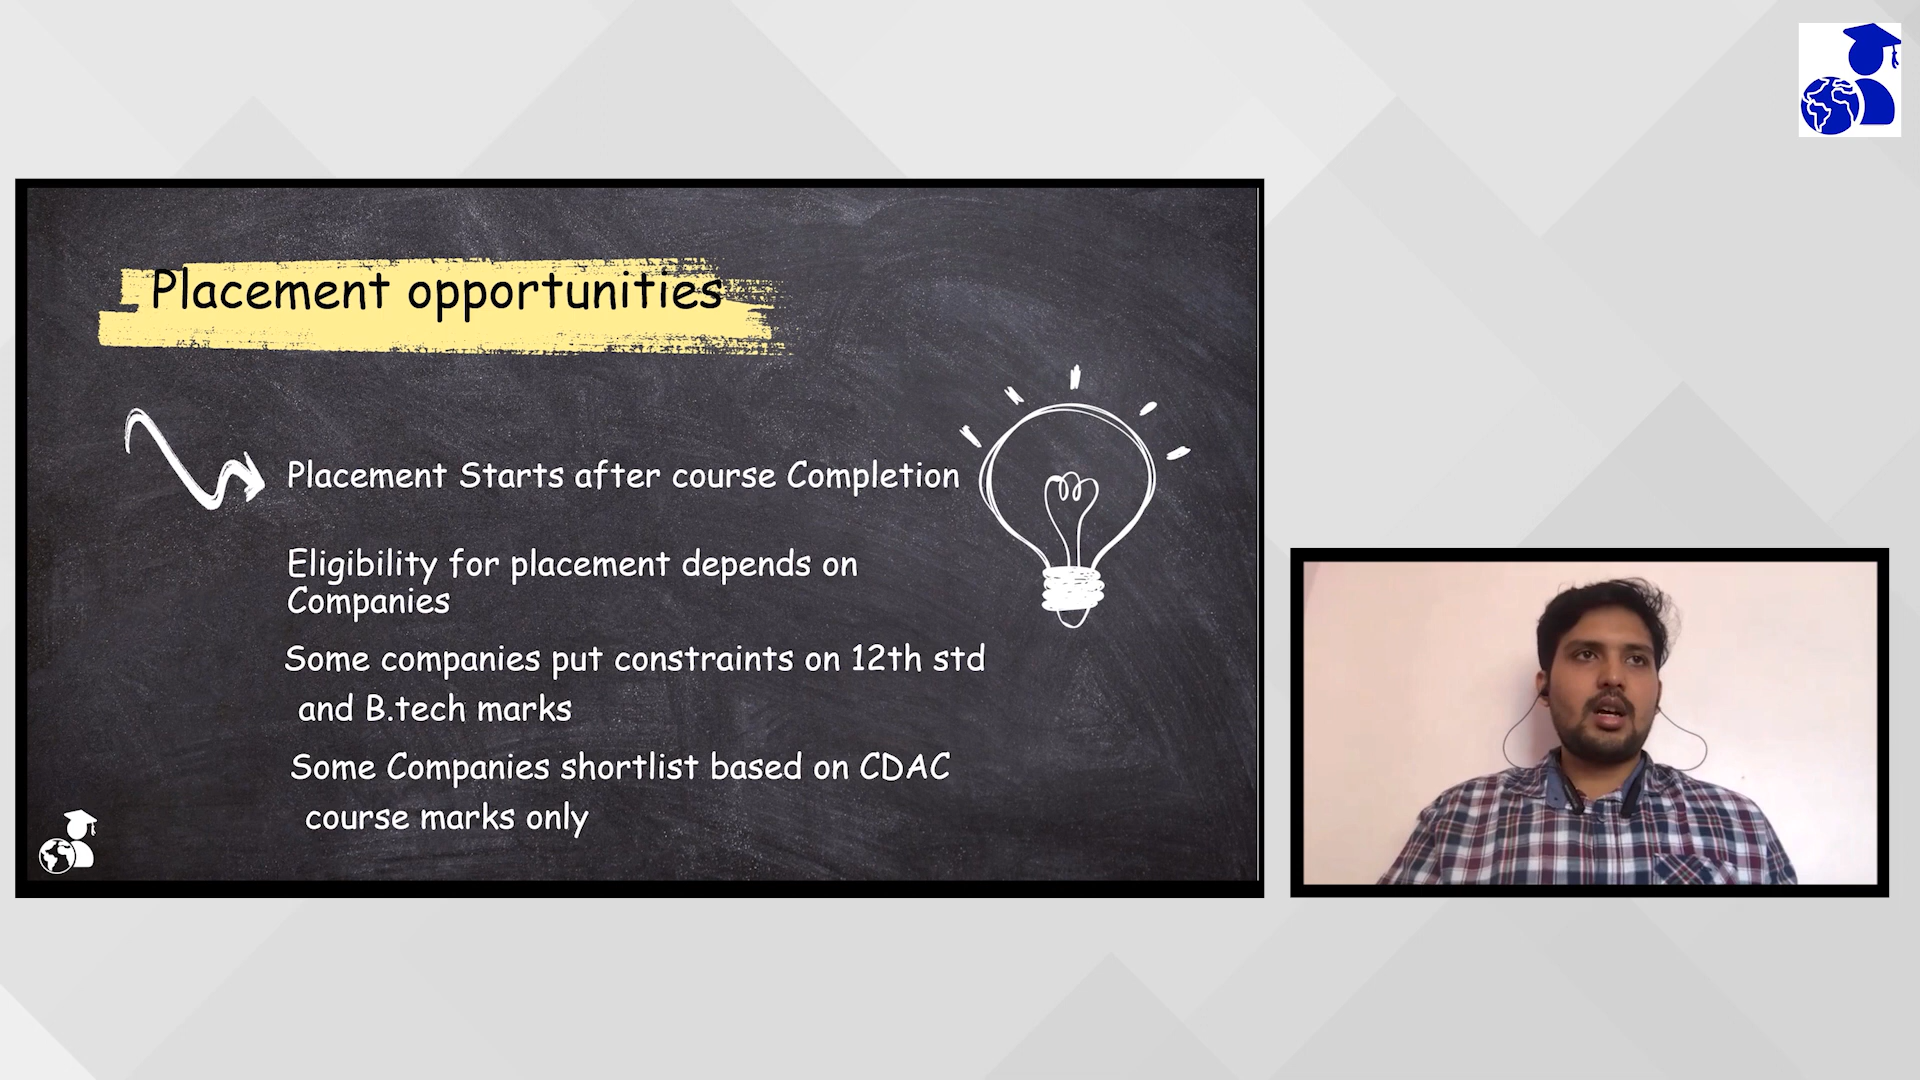 Placement opportunities
Placement Starts after course Completion
Eligibility for placement depends on
Companies
Some companies put constraints on 12th std
and B.tech marks
Some Companies shortlist based on CDAC
course marks only